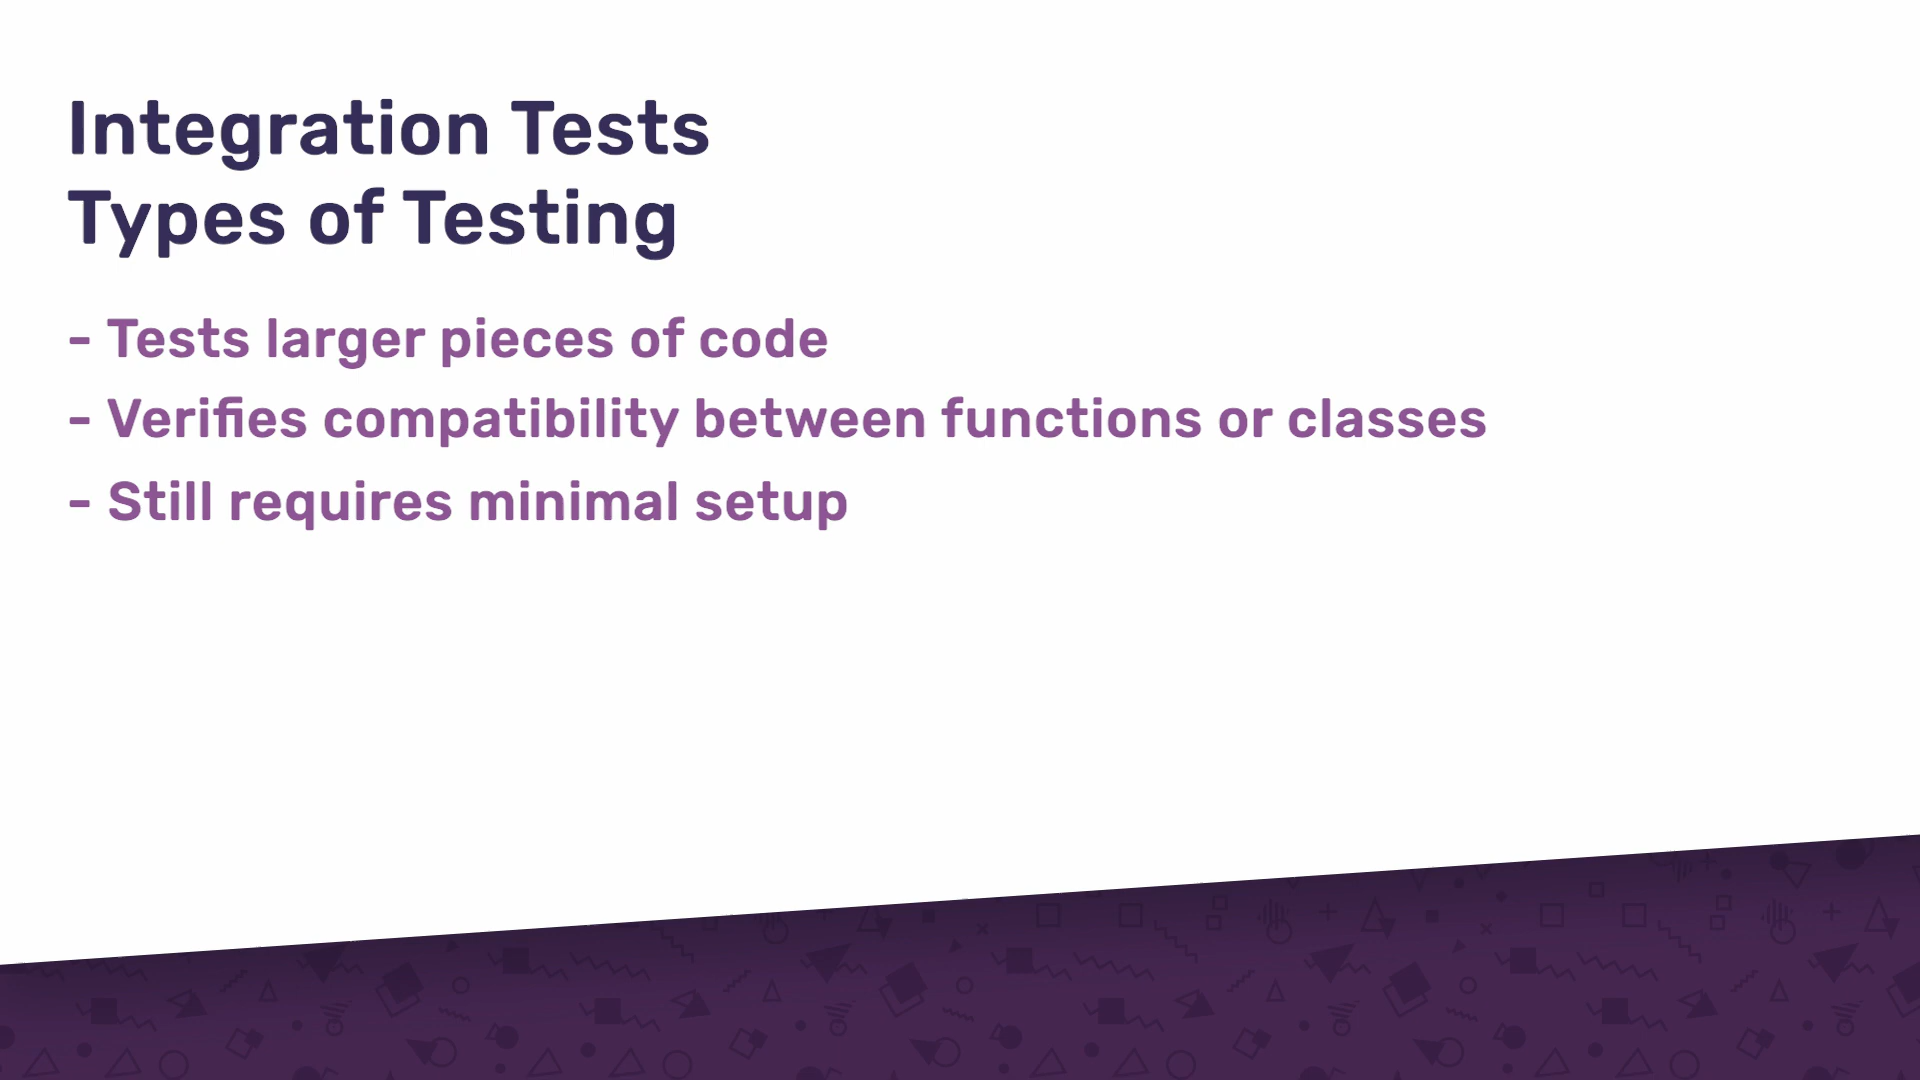 Integration Tests
Types of Testing
- Tests larger pieces of code
- Verifies compatibility between functions or classes
- Still requires minimal setup